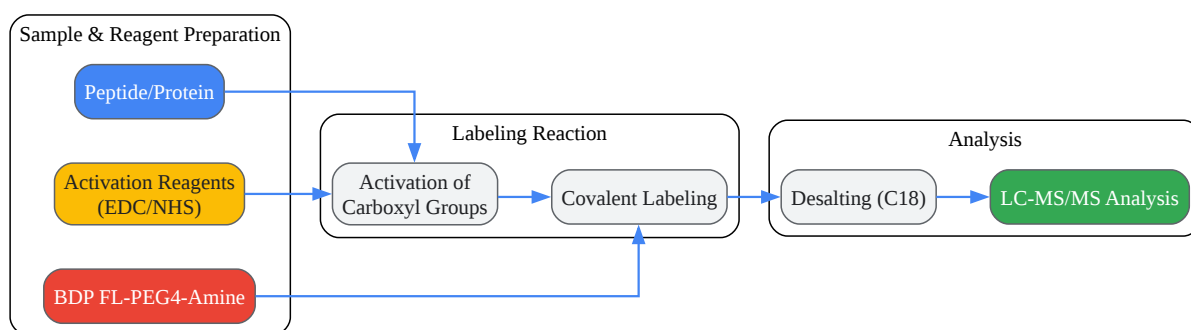 Sample & Reagent Preparation
Peptide/Protein
Activation Reagents
(EDC/NHS)
BDP FL-PEG4-Amine
Labeling Reaction
Activation of
Carboxyl Groups
Covalent Labeling
Analysis
Desalting (C18)
LC-MS/MS Analysis